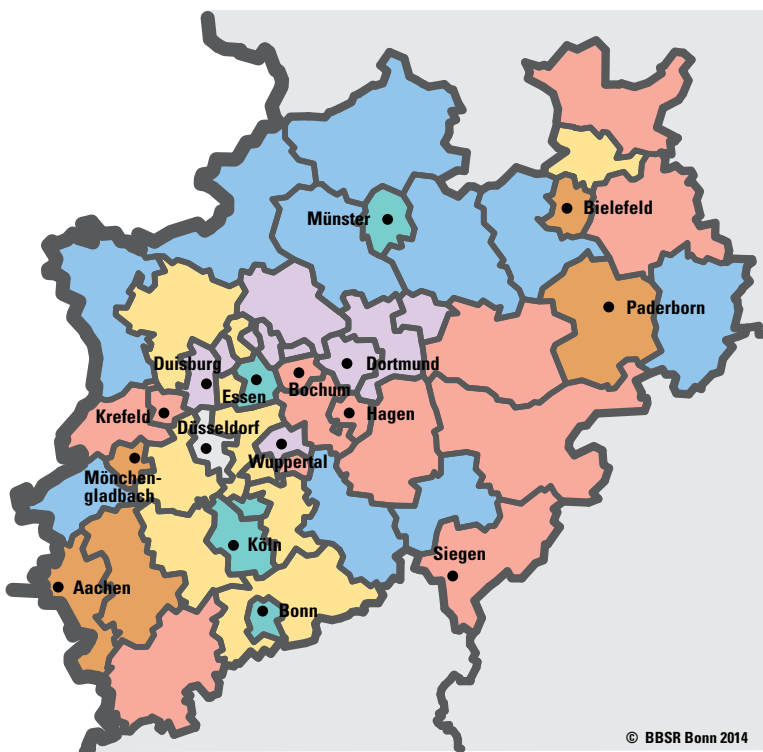 Münster
Bielefeld
Paderborn
Duisburg
Dortmund
Essen
Bochum
Krefeld
Hagen
Düsseldorf
Wuppertal
Mönchen-
gladbach
Köln
Siegen
Aachen
Bonn
© BBSR Bonn 2014